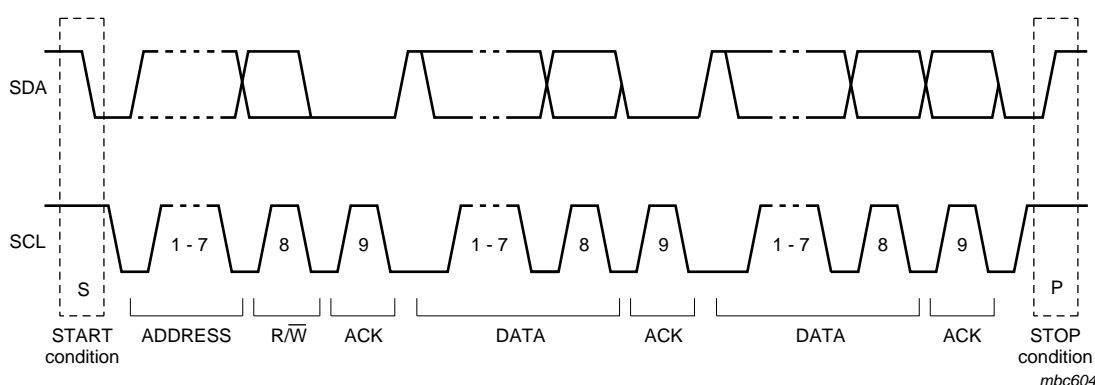 SDA
SCL
1 - 7
8
9
1 - 7
8
9
1 - 7
8
9
S
P
START
condition
ADDRESS
R/W̅
ACK
DATA
ACK
DATA
ACK
STOP
condition
mbc604